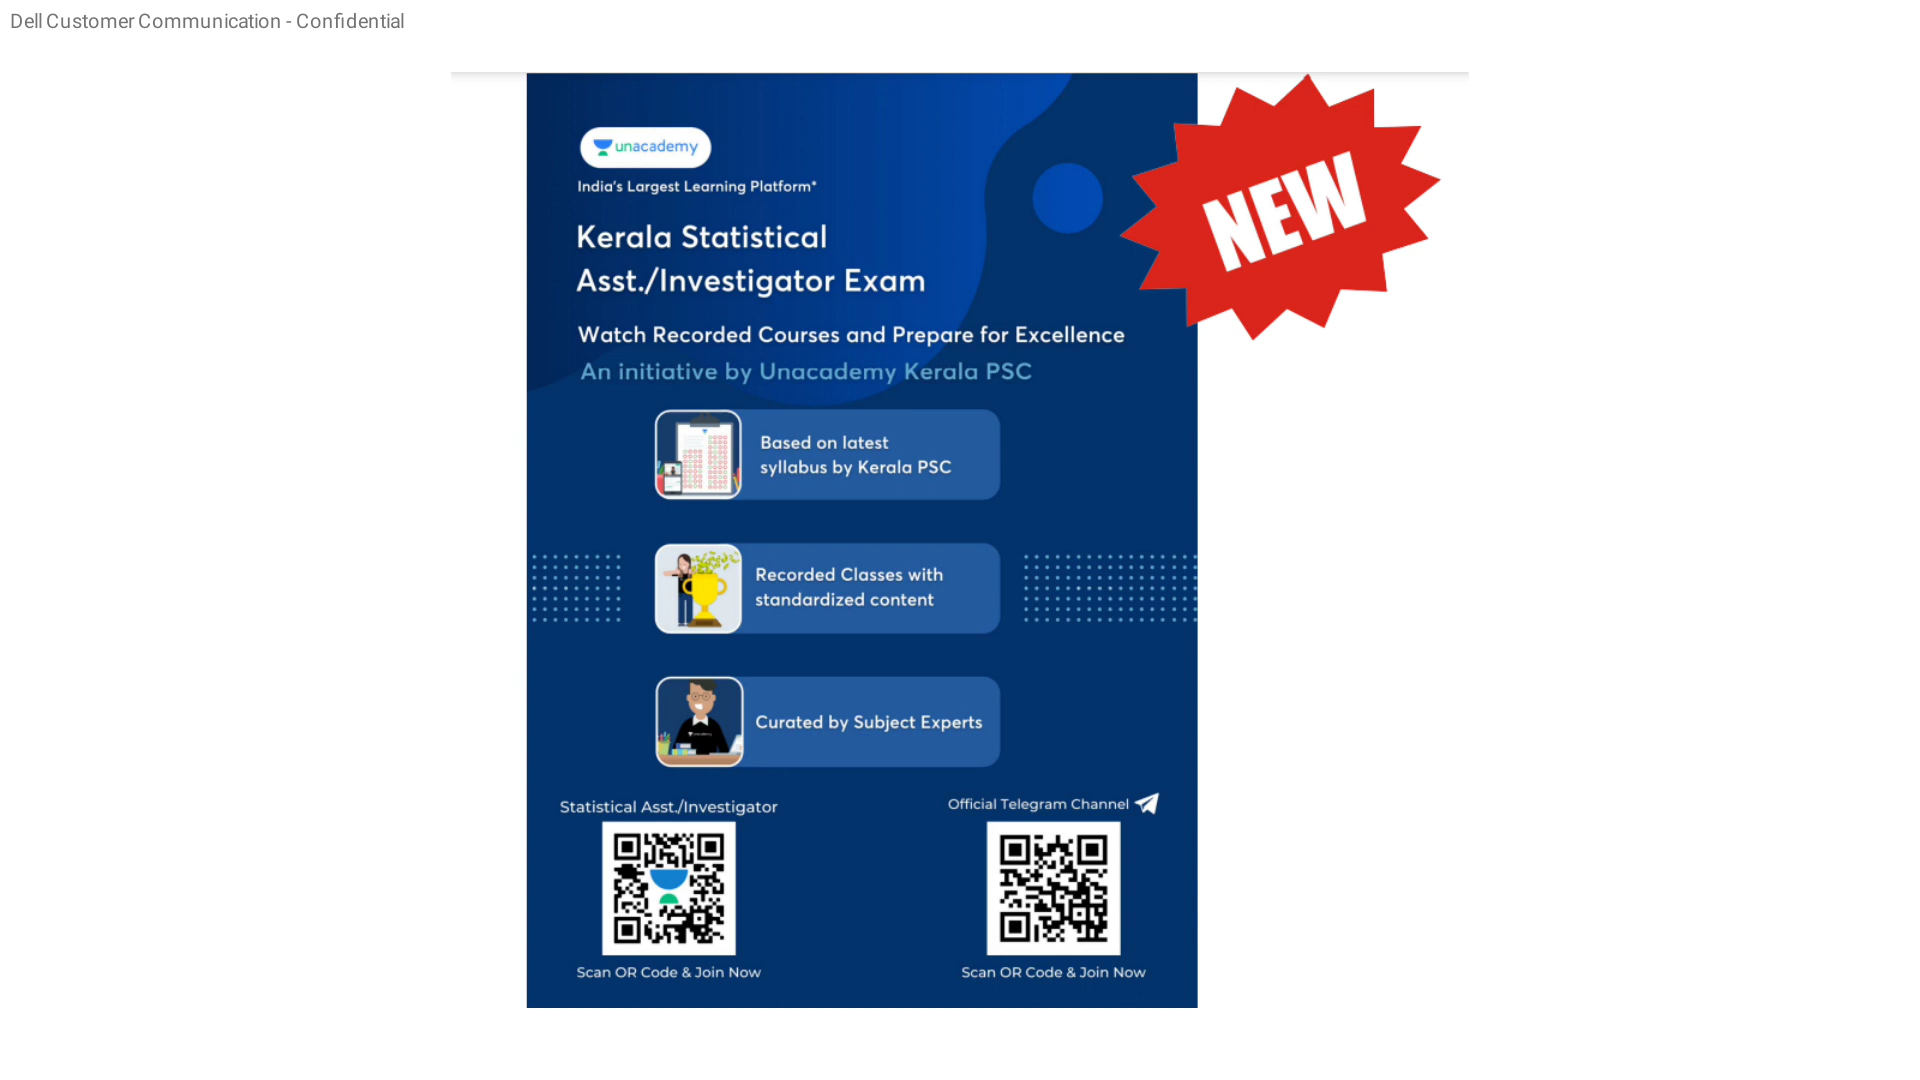 Dell Customer Communication - Confidential
unacademy
India's Largest Learning Platform*
NEW
Kerala Statistical
Asst./Investigator Exam
Watch Recorded Courses and Prepare for Excellence
An initiative by Unacademy Kerala PSC
Based on latest
syllabus by Kerala PSC
Recorded Classes with
standardized content
Curated by Subject Experts
Statistical Asst./Investigator
Official Telegram Channel
Scan OR Code & Join Now
Scan OR Code & Join Now